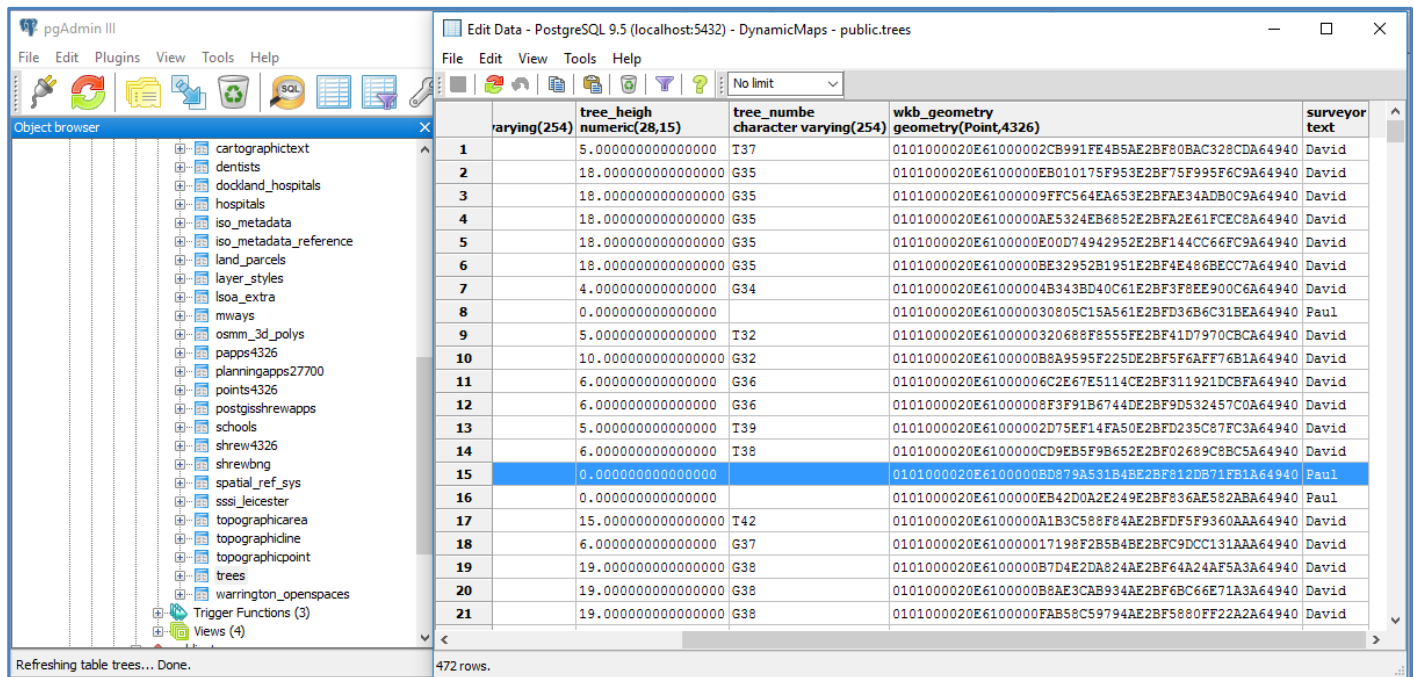 pgAdmin III
File Edit Plugins View Tools Help
SQL
Object browser
cartographictext
dentists
dockland_hospitals
hospitals
iso_metadata
iso_metadata_reference
land_parcels
layer_styles
lsoa_extra
mways
osmm_3d_polys
papps4326
planningapps27700
points4326
postgisshrewapps
schools
shrew4326
shrewbng
spatial_ref_sys
sssi_leicester
topographicarea
topographicline
topographicpoint
trees
warrington_openspaces
Trigger Functions (3)
Views (4)
Refreshing table trees... Done.
Edit Data - PostgreSQL 9.5 (localhost:5432) - DynamicMaps - public.trees
File Edit View Tools Help
No limit
tree_heigh tree_numbe wkb_geometry surveyor
varying(254) numeric(28,15) character varying(254) geometry(Point,4326) text
1 5.000000000000000 T37 0101000020E61000002CB991FE4B5AE2BF80BAC328CDA64940 David
2 18.000000000000000 G35 0101000020E6100000EB010175F953E2BF75F995F6C9A64940 David
3 18.000000000000000 G35 0101000020E61000009FFC564EA653E2BFAE34ADB0C9A64940 David
4 18.000000000000000 G35 0101000020E6100000AE5324EB6852E2BFA2E61FCEC8A64940 David
5 18.000000000000000 G35 0101000020E6100000E00D74942952E2BF144CC66FC9A64940 David
6 18.000000000000000 G35 0101000020E6100000BE32952B1951E2BF4E486BECC7A64940 David
7 4.000000000000000 G34 0101000020E61000004B343BD40C61E2BF3F8EE900C6A64940 David
8 0.000000000000000 0101000020E610000030805C15A561E2BFD36B6C31BEA64940 Paul
9 5.000000000000000 T32 0101000020E6100000320688F8555FE2BF41D7970CBCA64940 David
10 10.000000000000000 G32 0101000020E6100000B8A9595F225DE2BF5F6AFF76B1A64940 David
11 6.000000000000000 G36 0101000020E61000006C2E67E5114CE2BF311921DCBFA64940 David
12 6.000000000000000 G36 0101000020E61000008F3F91B6744DE2BF9D532457C0A64940 David
13 5.000000000000000 T39 0101000020E61000002D75EF14FA50E2BFD235C87FC3A64940 David
14 6.000000000000000 T38 0101000020E6100000CD9EB5F9B652E2BF02689C8BC5A64940 David
15 0.000000000000000 0101000020E6100000BD879A531B4BE2BF812DB71FB1A64940 Paul
16 0.000000000000000 0101000020E6100000EB42D0A2E249E2BF836AE582ABA64940 Paul
17 15.000000000000000 T42 0101000020E6100000A1B3C588F84AE2BFDF5F9360AAA64940 David
18 6.000000000000000 G37 0101000020E610000017198F2B5B4BE2BFC9DCC131AAA64940 David
19 19.000000000000000 G38 0101000020E6100000B7D4E2DA824AE2BF64A24AF5A3A64940 David
20 19.000000000000000 G38 0101000020E6100000B8AE3CAB934AE2BF6BC66E71A3A64940 David
21 19.000000000000000 G38 0101000020E6100000FAB58C59794AE2BF5880FF22A2A64940 David
472 rows.